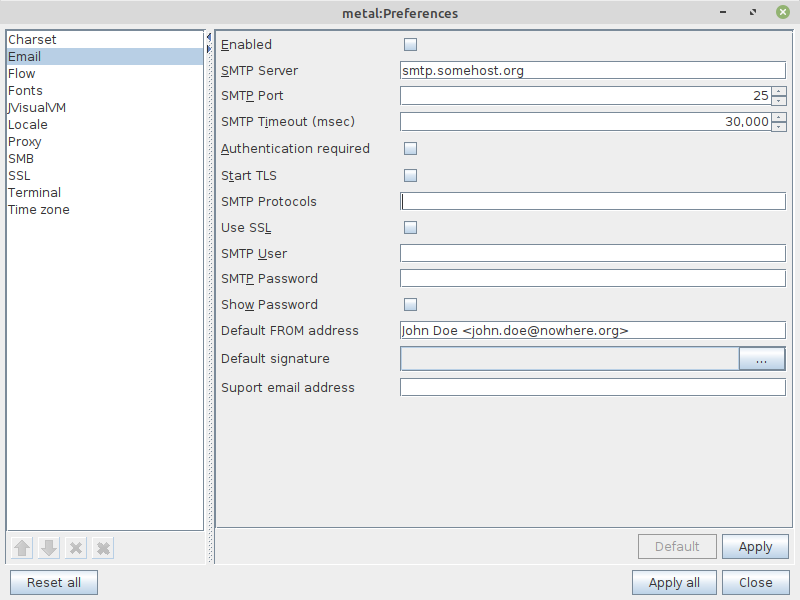 metal:Preferences
Charset
Email
Flow
Fonts
JVisualVM
Locale
Proxy
SMB
SSL
Terminal
Time zone
Enabled
SMTP Server smtp.somehost.org
SMTP Port 25
SMTP Timeout (msec) 30,000
Authentication required
Start TLS
SMTP Protocols
Use SSL
SMTP User
SMTP Password
Show Password
Default FROM address John Doe <john.doe@nowhere.org>
Default signature ...
Suport email address
Default Apply
Reset all Apply all Close